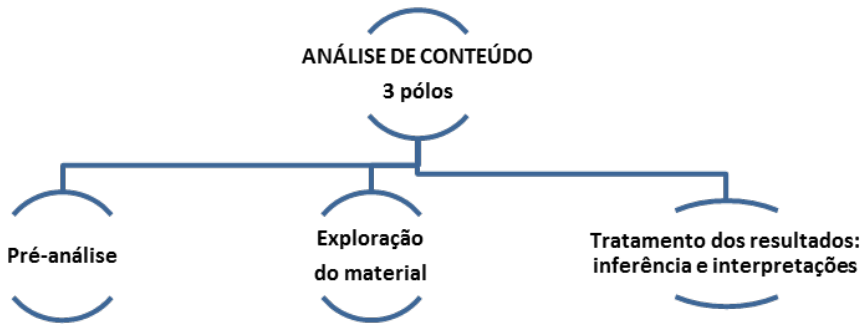 ANÁLISE DE CONTEÚDO
3 pólos
Pré-análise
Exploração
do material
Tratamento dos resultados:
inferência e interpretações